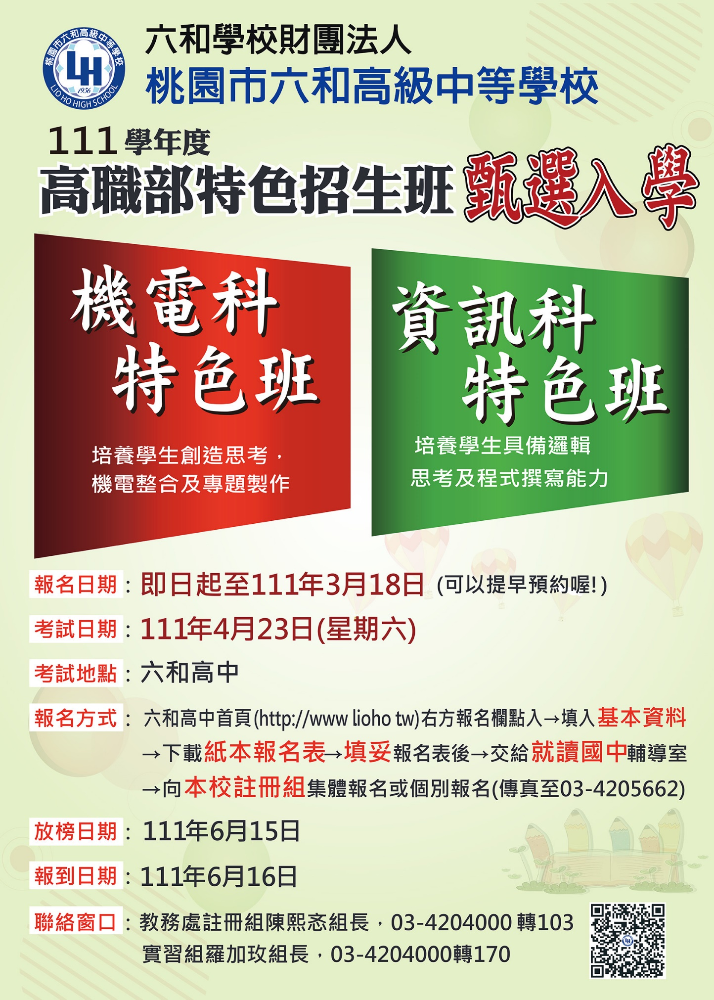 桃園市六和高級中等學校
LH
1956
LIO HO HIGH SCHOOL
六和學校財團法人
桃園市六和高級中等學校
111學年度
高職部特色招生班 甄選入學
機電科
特色班
培養學生創造思考，
機電整合及專題製作
資訊科
特色班
培養學生具備邏輯
思考及程式撰寫能力
報名日期：即日起至111年3月18日 (可以提早預約喔!)
考試日期：111年4月23日(星期六)
考試地點：六和高中
報名方式：六和高中首頁(http://www lioho tw)右方報名欄點入→填入基本資料
→下載紙本報名表→填妥報名表後→交給就讀國中輔導室
→向本校註冊組集體報名或個別報名(傳真至03-4205662)
放榜日期：111年6月15日
報到日期：111年6月16日
聯絡窗口：教務處註冊組陳熙忞組長，03-4204000 轉103
實習組羅加玫組長，03-4204000轉170
LH